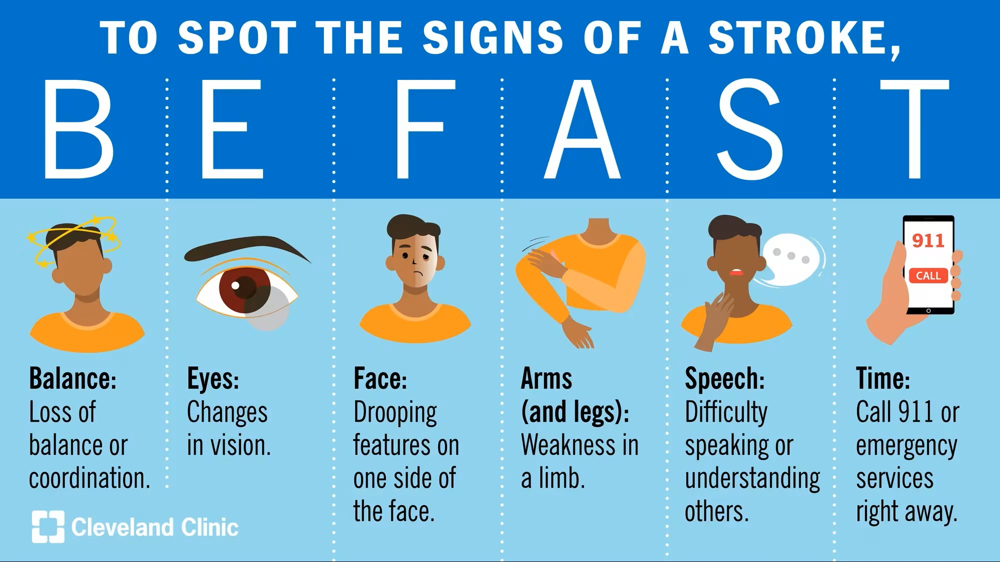 TO SPOT THE SIGNS OF A STROKE,
B E F A S T
911
CALL
Balance:
Loss of
balance or
coordination.
Eyes:
Changes
in vision.
Face:
Drooping
features on
one side of
the face.
Arms
(and legs):
Weakness in
a limb.
Speech:
Difficulty
speaking or
understanding
others.
Time:
Call 911 or
emergency
services
right away.
Cleveland Clinic